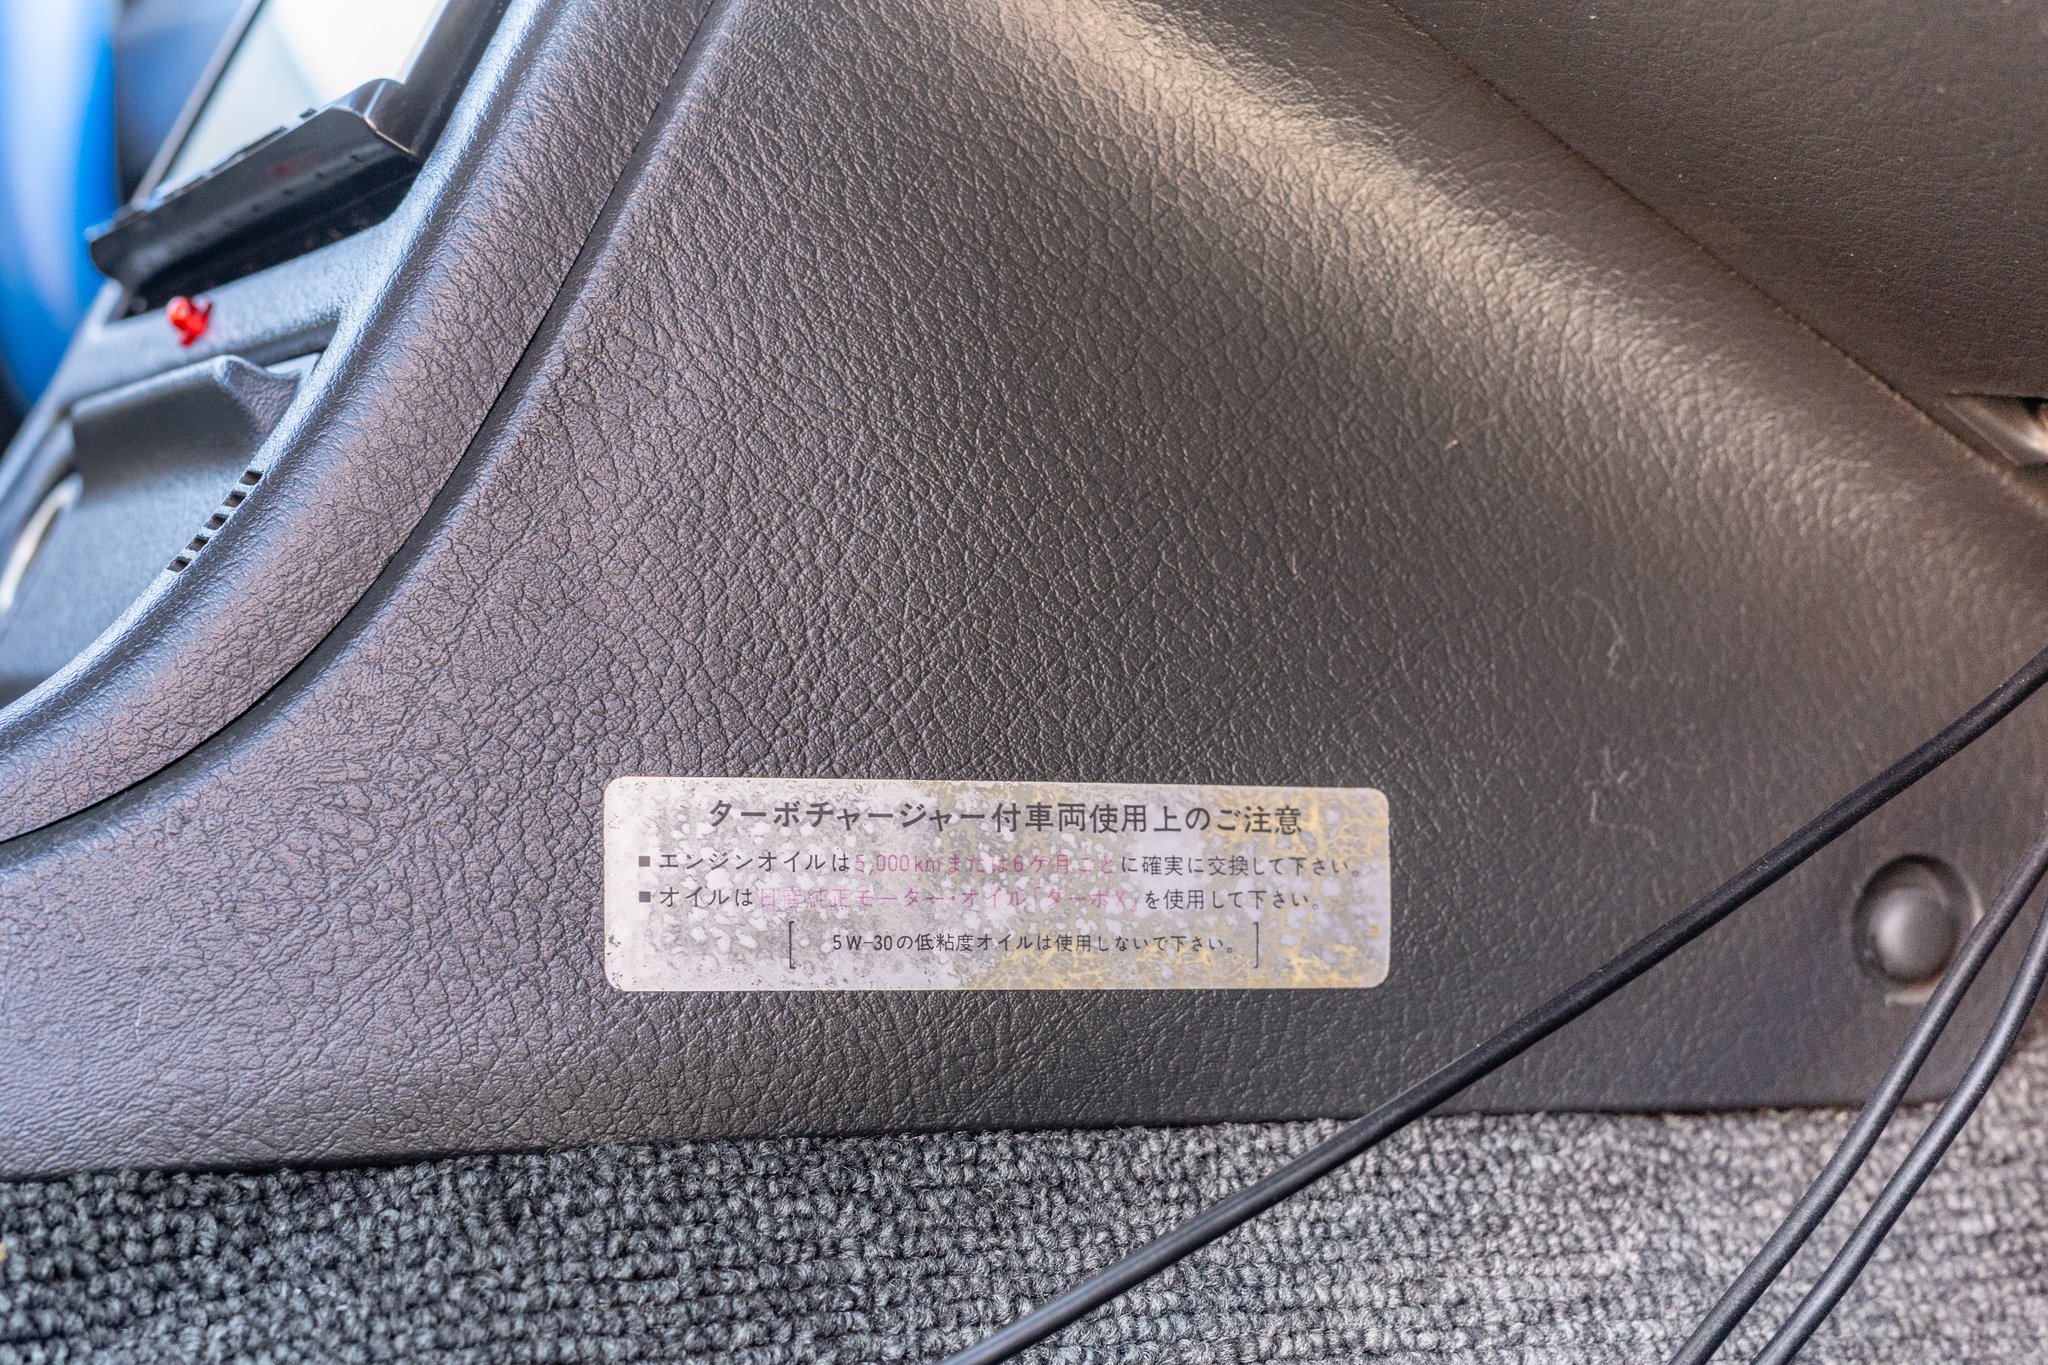 ターボチャージャー付車両使用上のご注意
■エンジンオイルは5,000kmまたは6ケ月ごとに確実に交換して下さい。
■オイルは日産純正モーター・オイル「ターボX」を使用して下さい。
[5W-30の低粘度オイルは使用しないで下さい。]